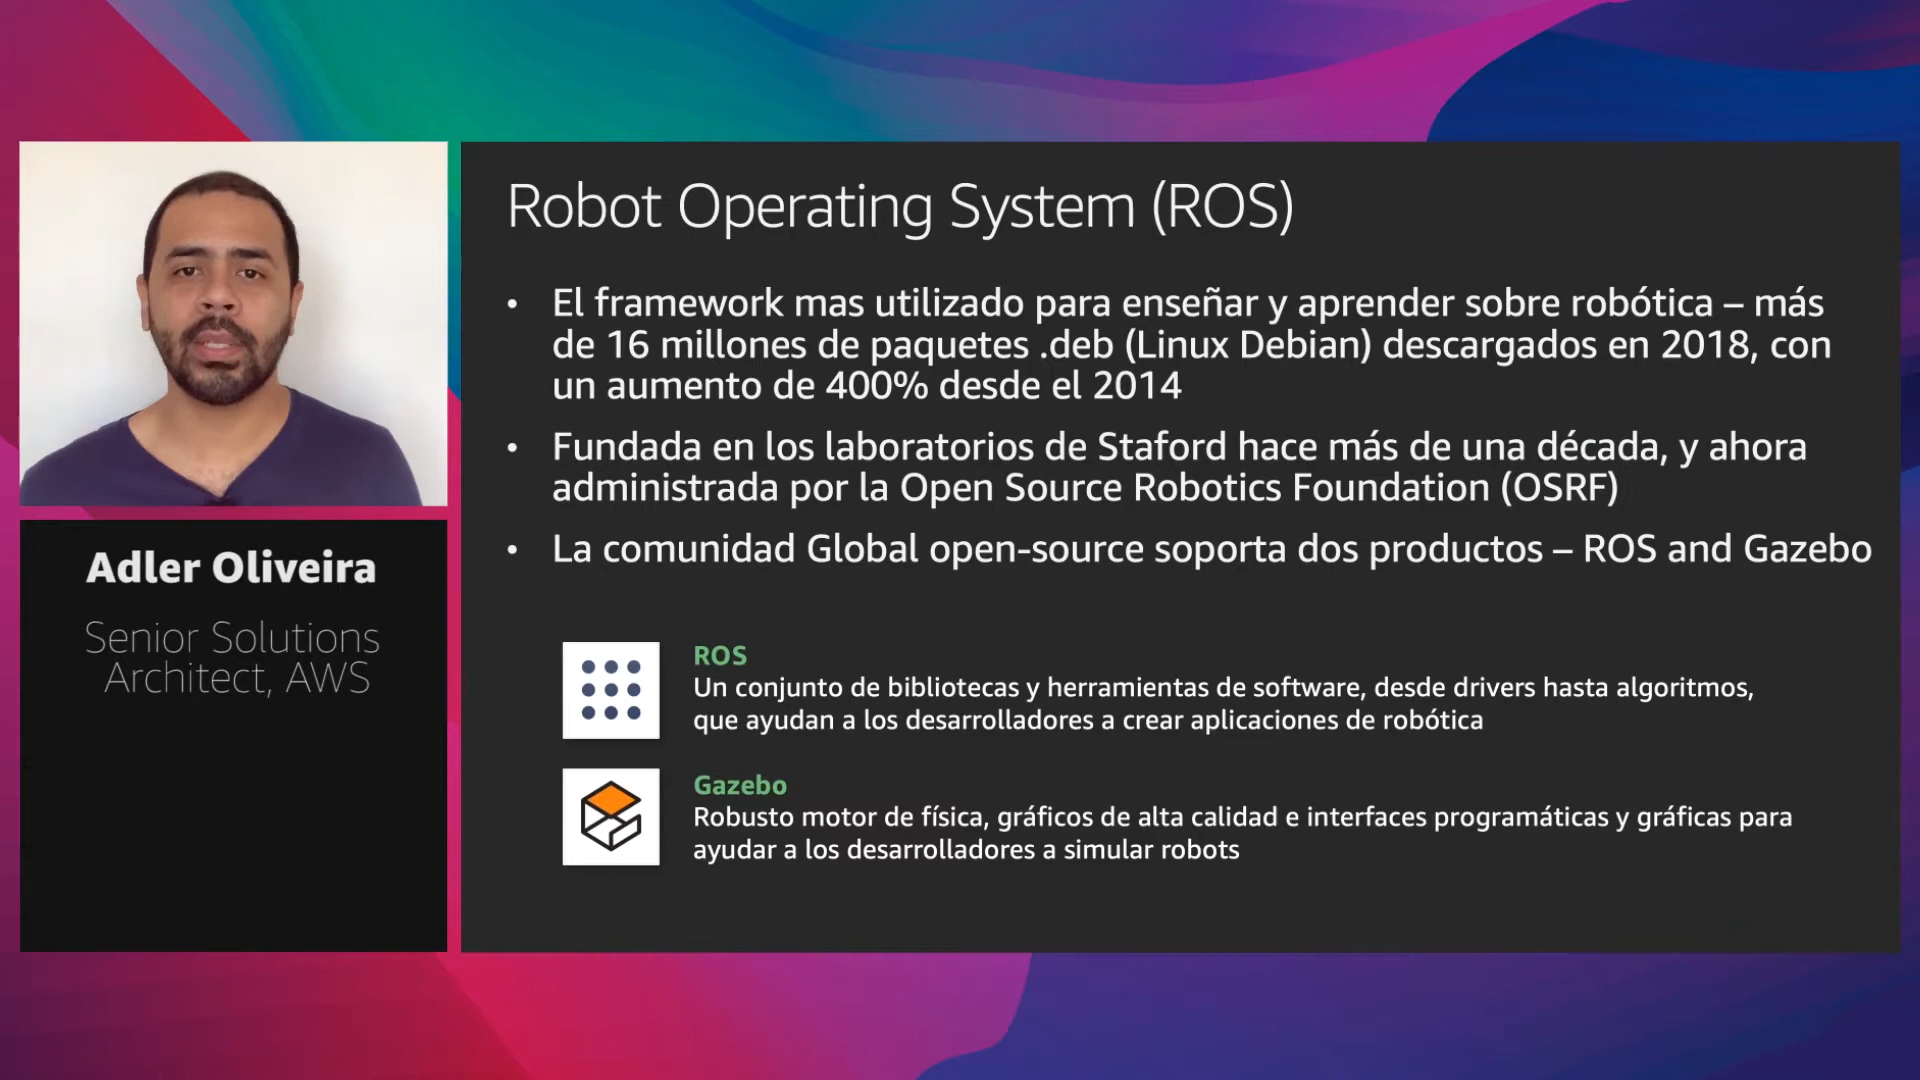 Robot Operating System (ROS)
• El framework mas utilizado para enseñar y aprender sobre robótica – más
de 16 millones de paquetes .deb (Linux Debian) descargados en 2018, con
un aumento de 400% desde el 2014
• Fundada en los laboratorios de Staford hace más de una década, y ahora
administrada por la Open Source Robotics Foundation (OSRF)
• La comunidad Global open-source soporta dos productos – ROS and Gazebo
ROS
Un conjunto de bibliotecas y herramientas de software, desde drivers hasta algoritmos,
que ayudan a los desarrolladores a crear aplicaciones de robótica
Gazebo
Robusto motor de física, gráficos de alta calidad e interfaces programáticas y gráficas para
ayudar a los desarrolladores a simular robots
Adler Oliveira
Senior Solutions
Architect, AWS